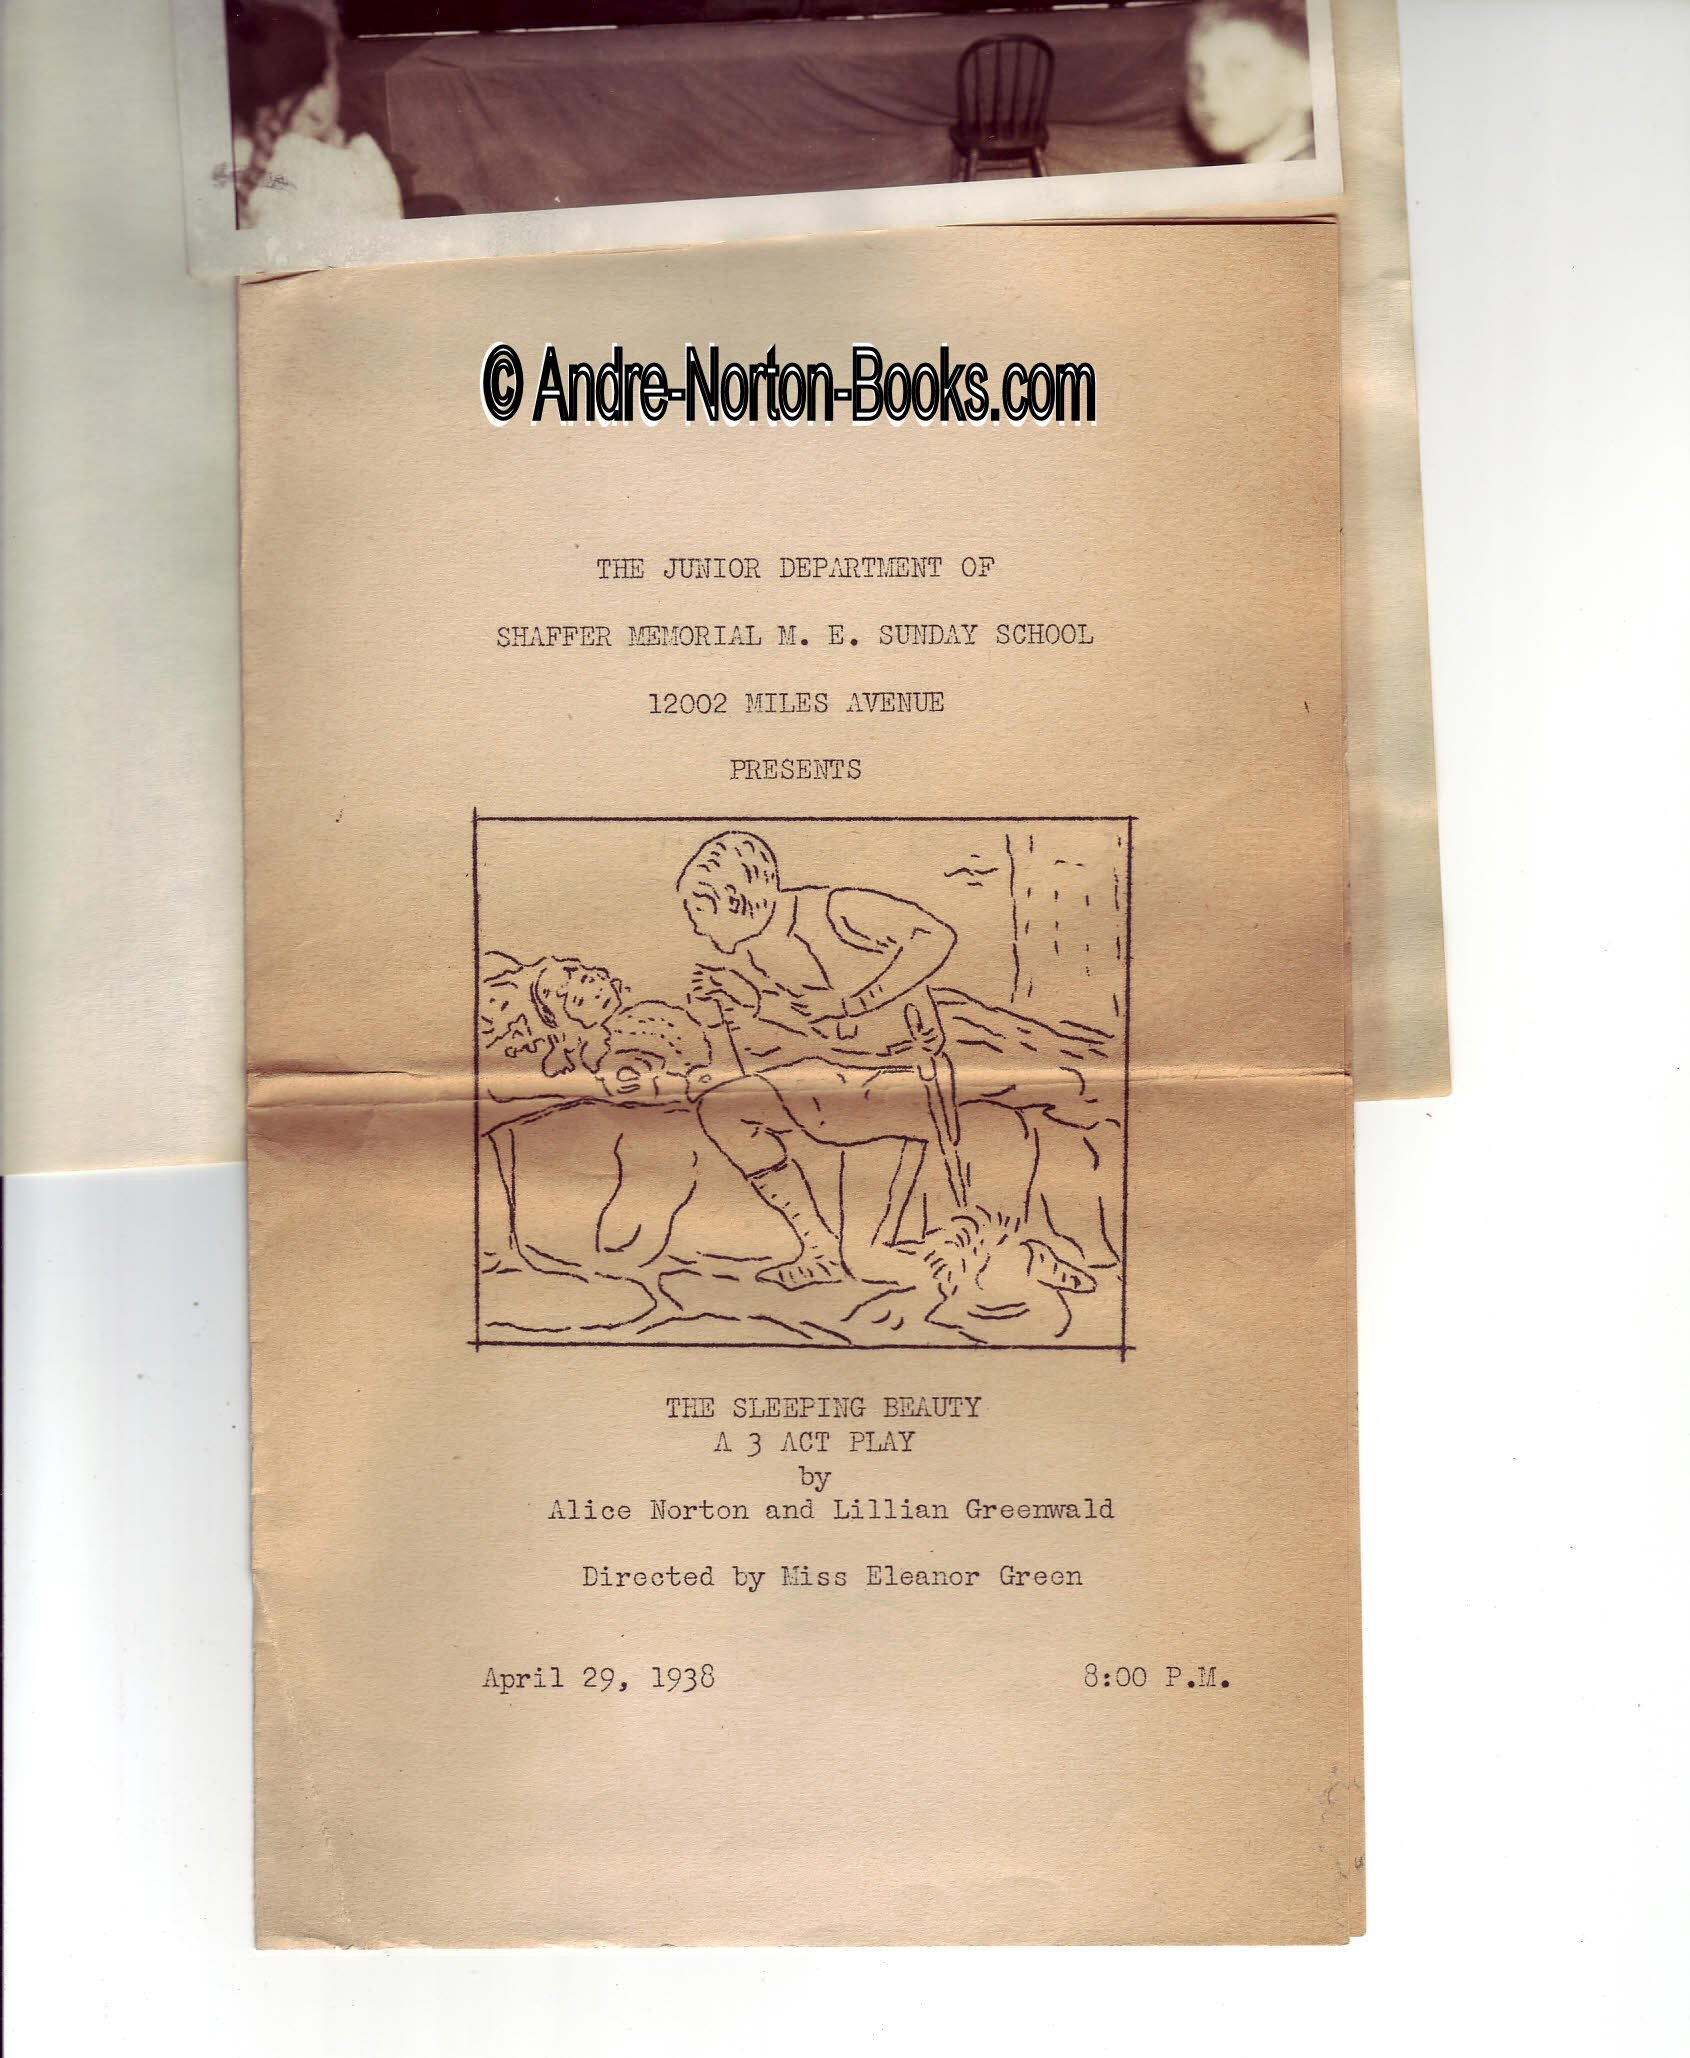 © Andre-Norton-Books.com
THE JUNIOR DEPARTMENT OF
SHAFFER MEMORIAL M. E. SUNDAY SCHOOL
12002 MILES AVENUE
PRESENTS
THE SLEEPING BEAUTY
A 3 ACT PLAY
by
Alice Norton and Lillian Greenwald
Directed by Miss Eleanor Green
April 29, 1938 8:00 P.M.